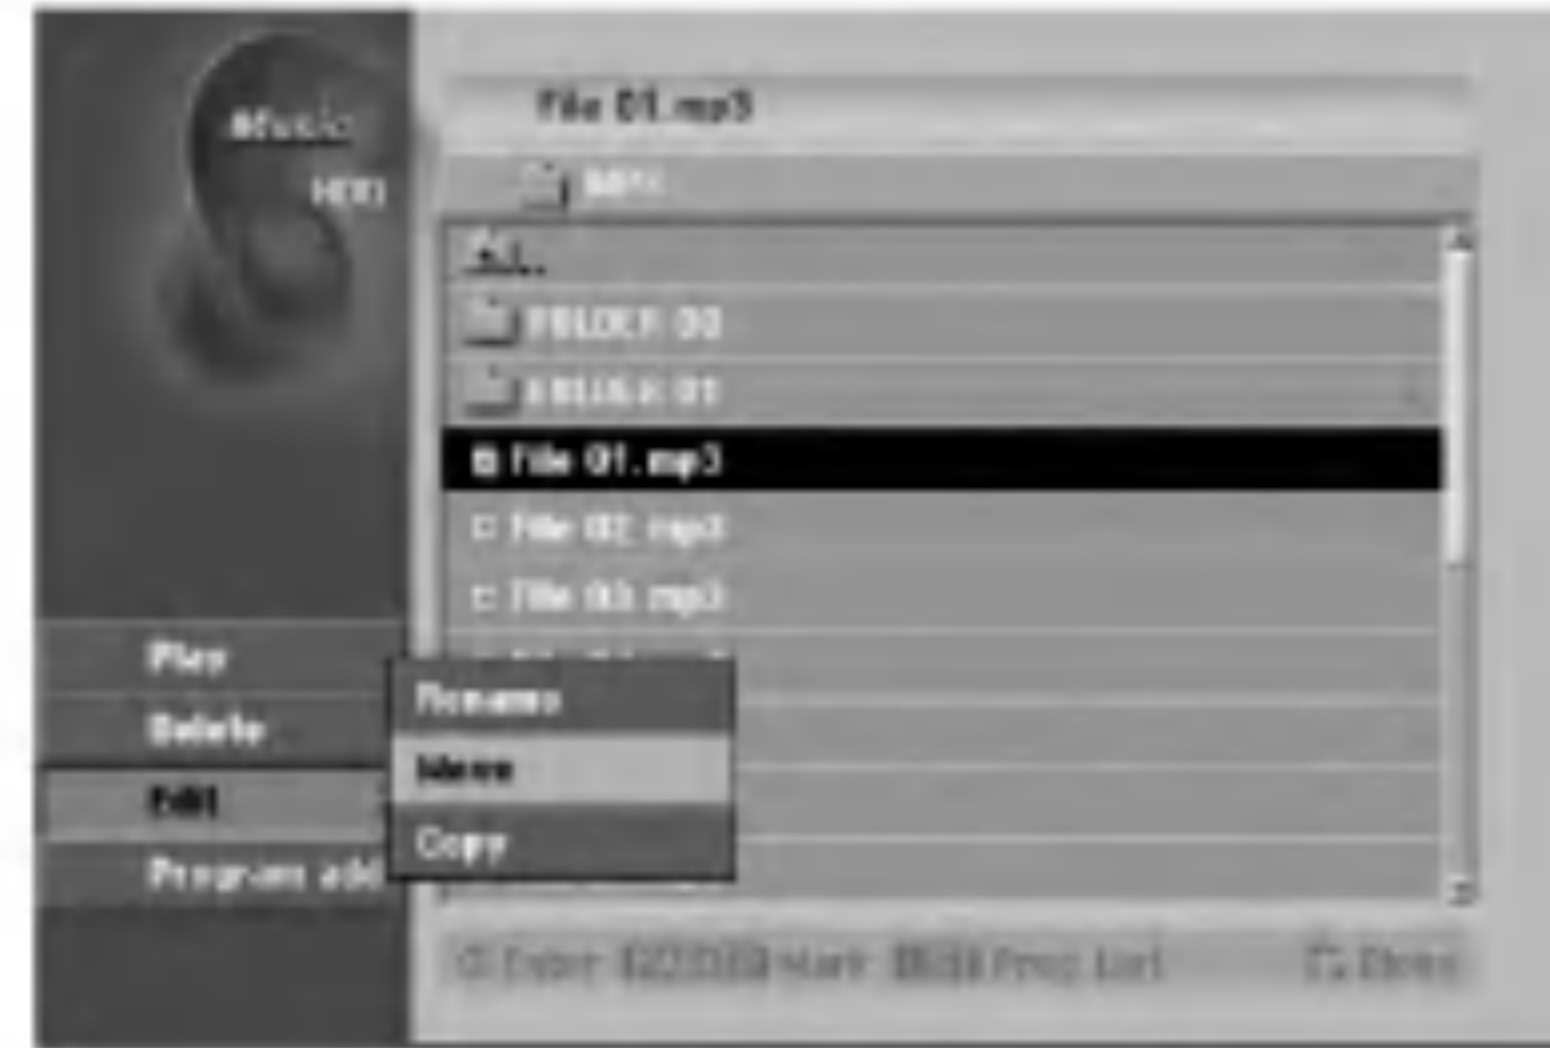 Music
HDD
File 01.mp3
FOLDER 00
FOLDER 01
File 01.mp3
File 02.mp3
File 03.mp3
Play
Rename
Delete
Move
Edit
Copy
Program add
Enter Mark Prog List Close